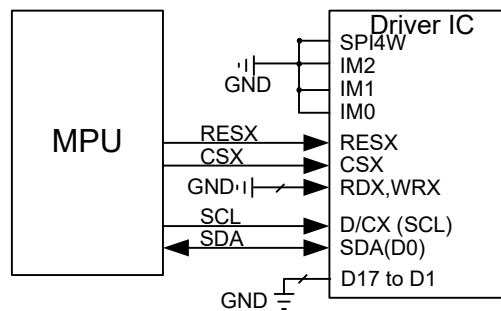 Driver IC
SPI4W
IM2
GND
IM1
IM0
MPU
RESX
RESX
CSX
CSX
GND
RDX,WRX
SCL
D/CX (SCL)
SDA
SDA(D0)
D17 to D1
GND